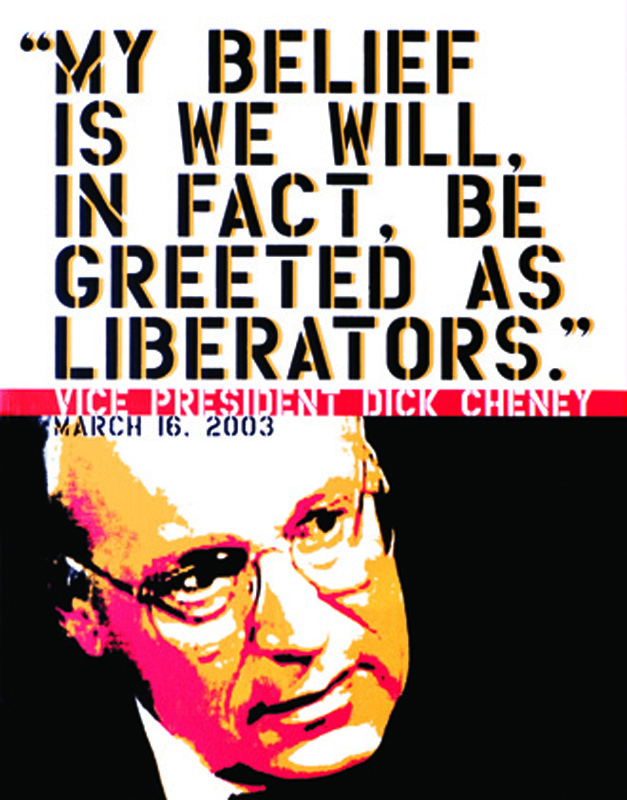 “MY BELIEF
IS WE WILL,
IN FACT, BE
GREETED AS
LIBERATORS.”
VICE PRESIDENT DICK CHENEY
MARCH 16, 2003